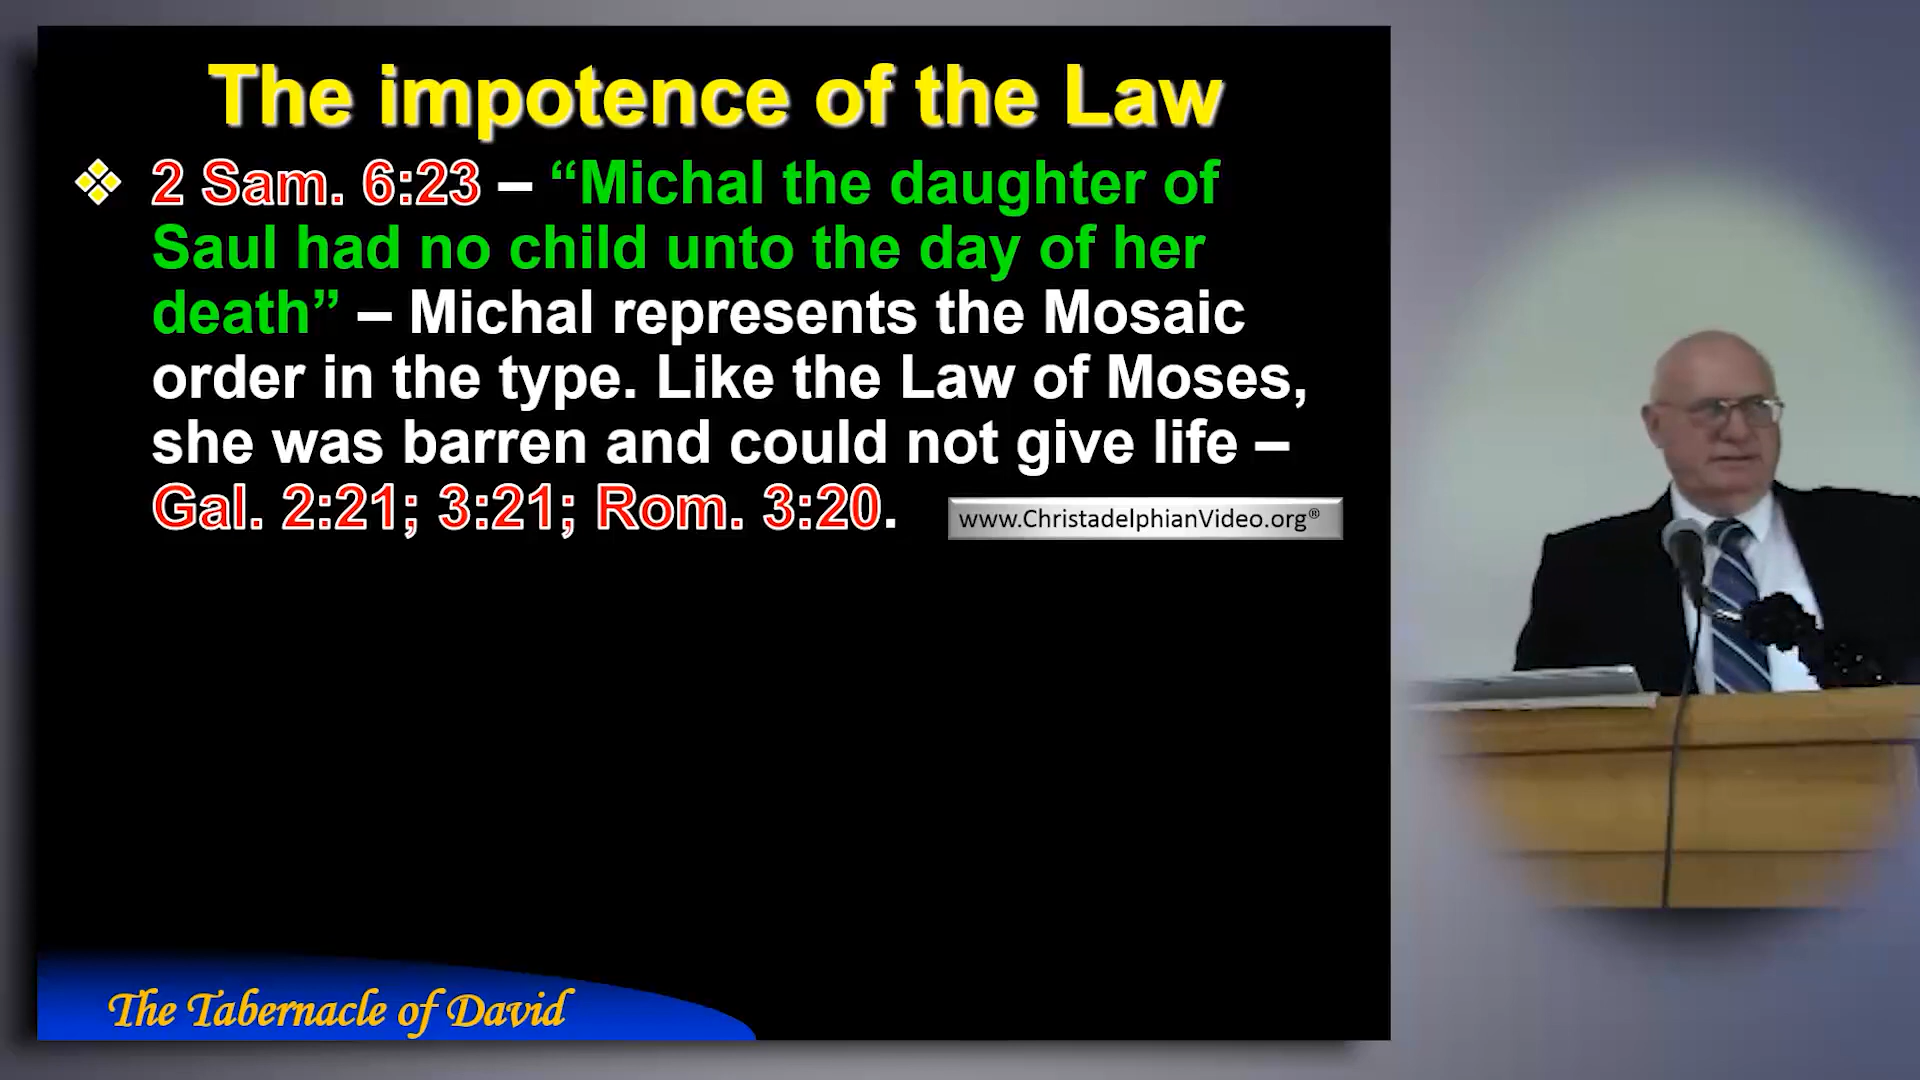 The impotence of the Law
2 Sam. 6:23 – “Michal the daughter of
Saul had no child unto the day of her
death” – Michal represents the Mosaic
order in the type. Like the Law of Moses,
she was barren and could not give life –
Gal. 2:21; 3:21; Rom. 3:20.
www.ChristadelphianVideo.org®
The Tabernacle of David